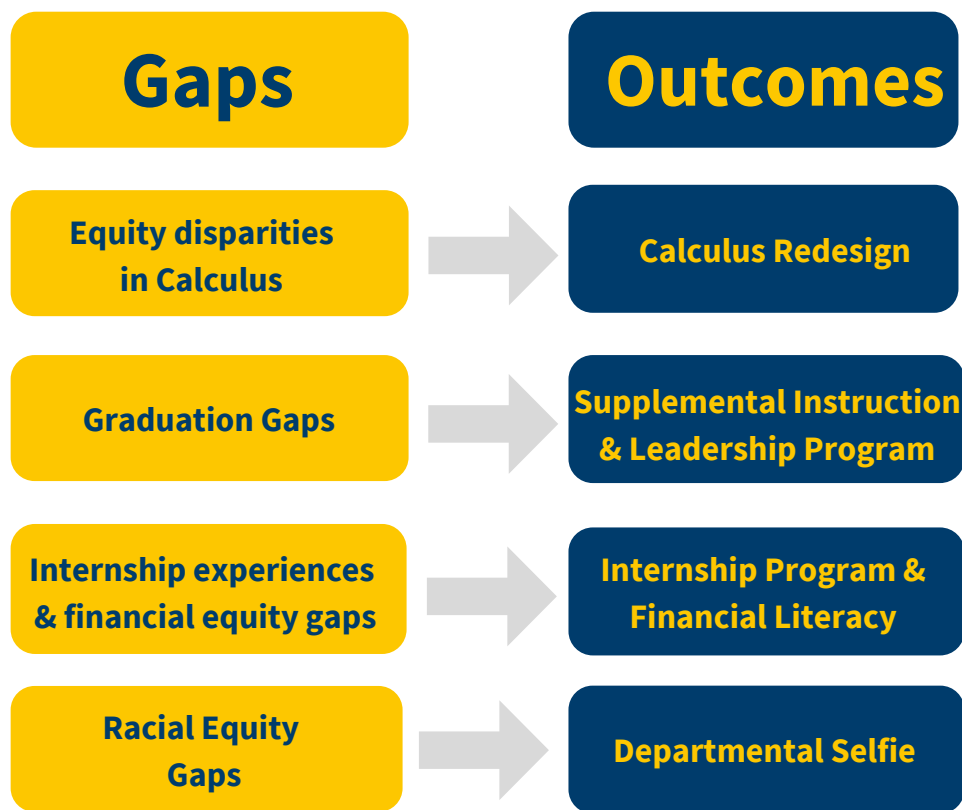 Gaps
Outcomes
Equity disparities
in Calculus
Calculus Redesign
Graduation Gaps
Supplemental Instruction
& Leadership Program
Internship experiences
& financial equity gaps
Internship Program &
Financial Literacy
Racial Equity
Gaps
Departmental Selfie